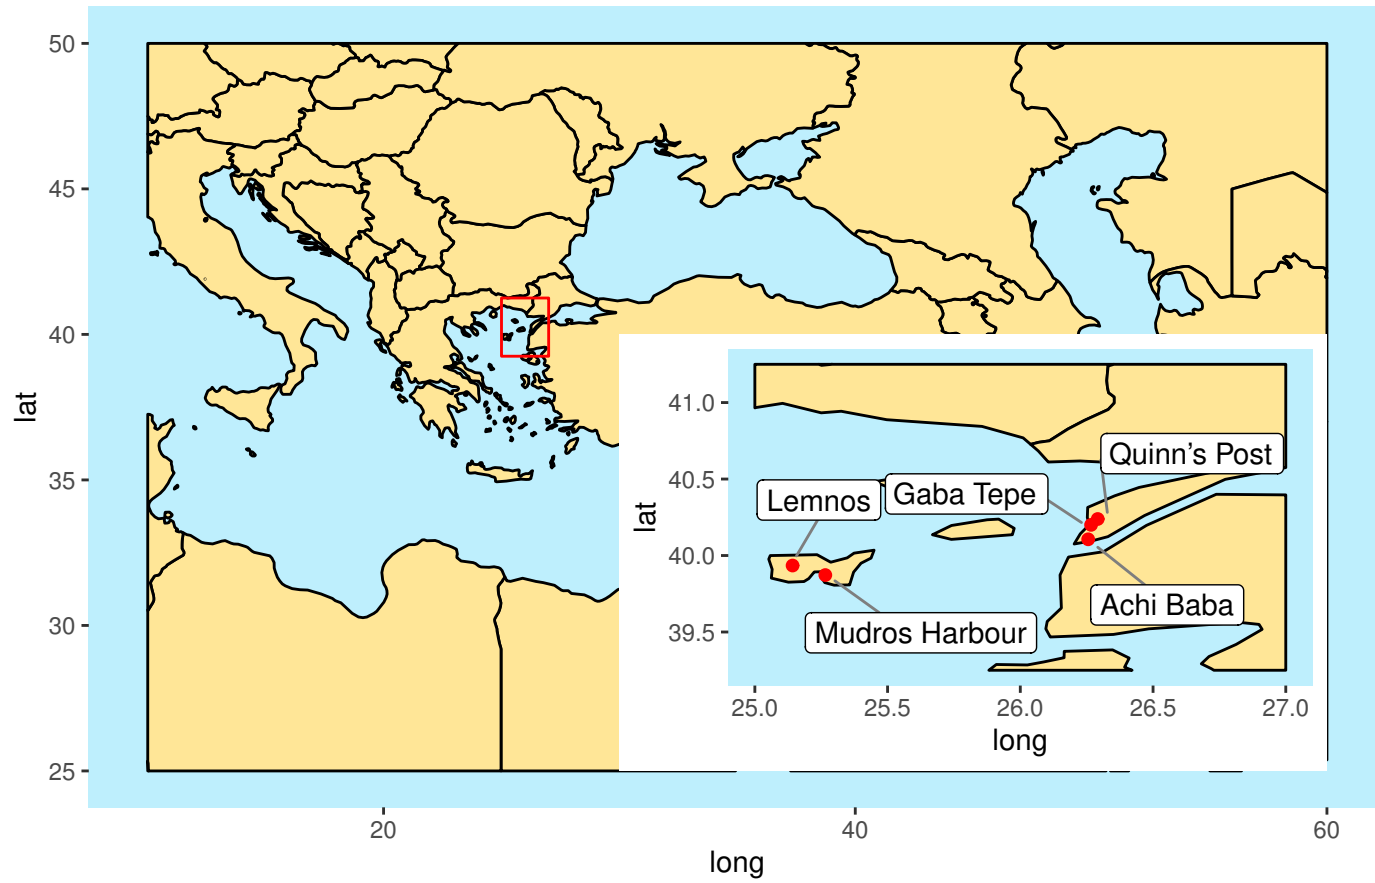 50
45
40
35
30
25
lat
20
40
60
long
41.0
40.5
40.0
39.5
lat
Quinn's Post
Gaba Tepe
Lemnos
Achi Baba
Mudros Harbour
25.0
25.5
26.0
26.5
27.0
long